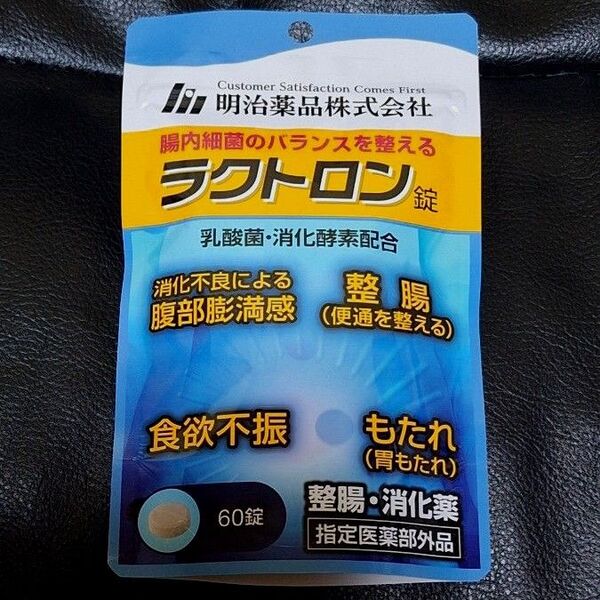 Customer Satisfaction Comes First
明治薬品株式会社
腸内細菌のバランスを整える
ラクトロン錠
乳酸菌・消化酵素配合
消化不良による
腹部膨満感
整腸
(便通を整える)
食欲不振
もたれ
(胃もたれ)
60錠
整腸・消化薬
指定医薬部外品